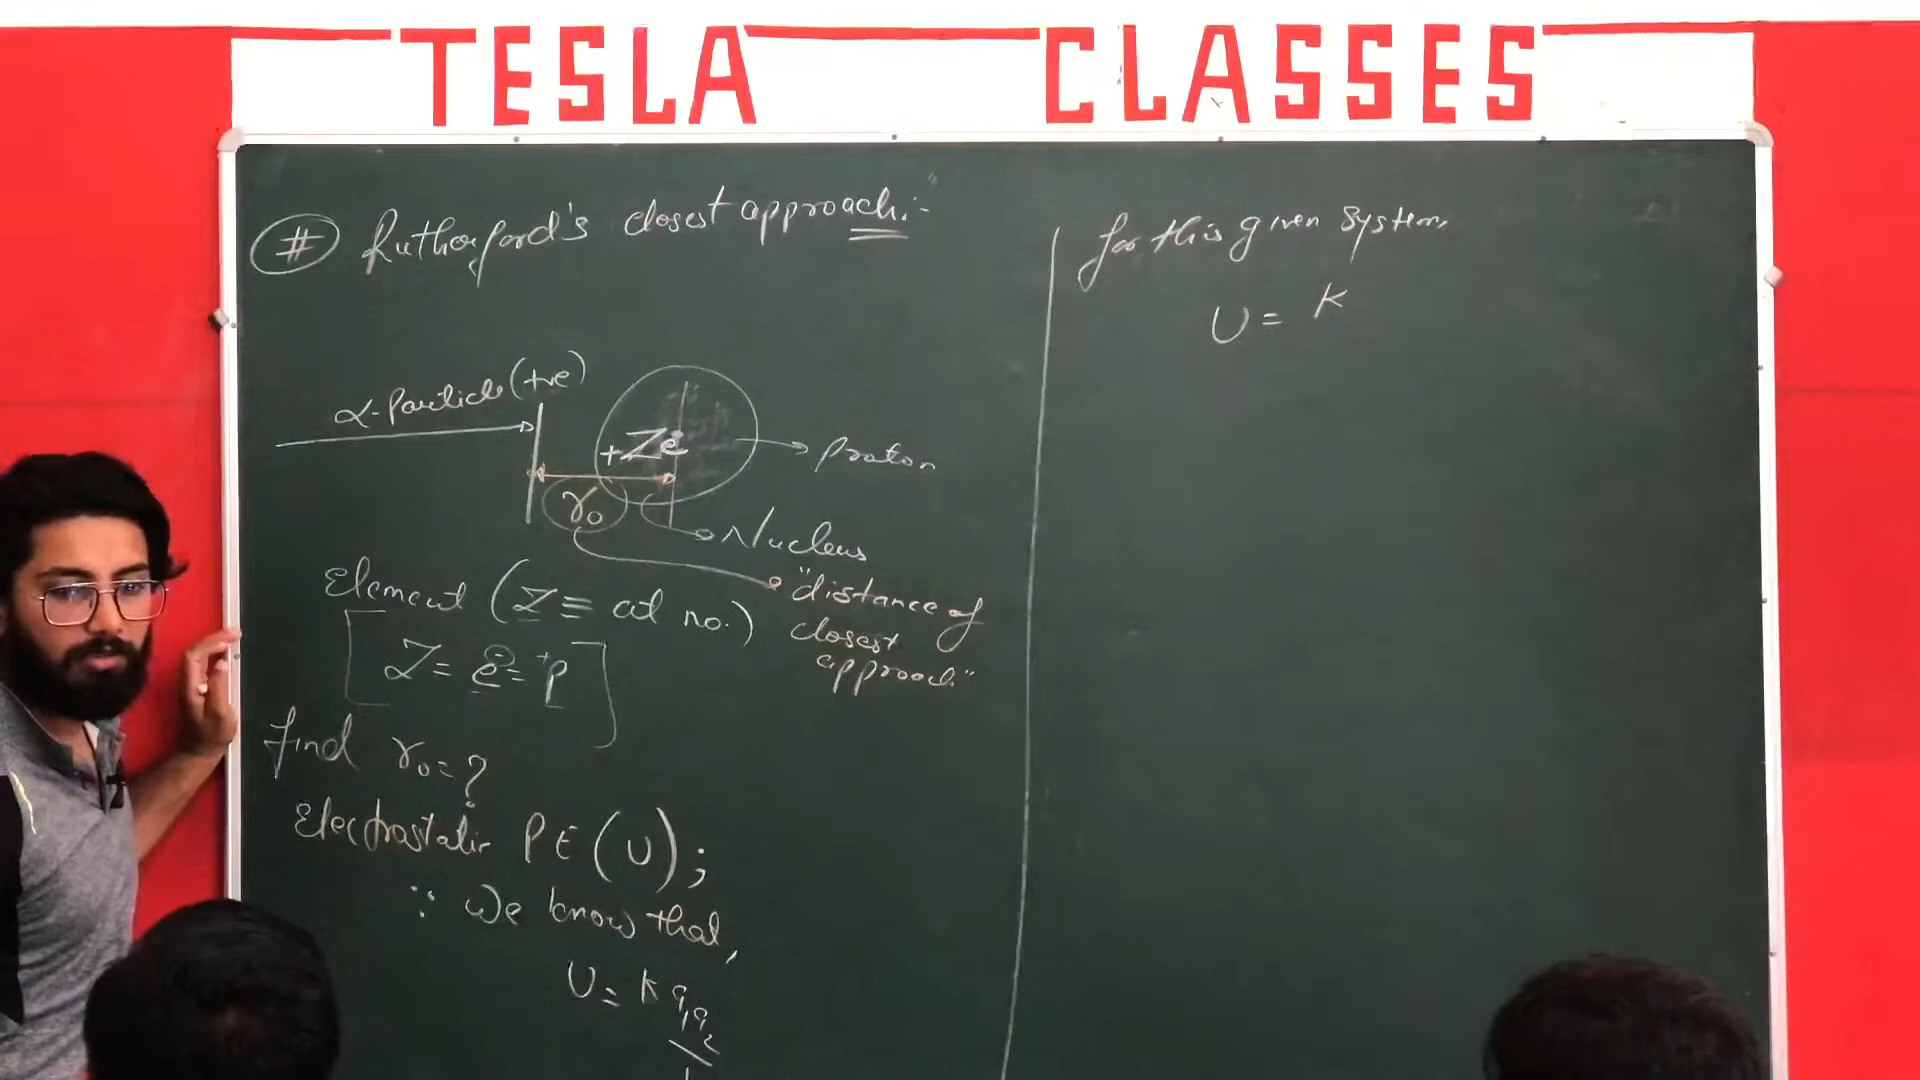 TESLA CLASSES
# Rutherford's closest approach:-
α-Particle (+ve)
+Ze
Proton
r₀
Nucleus
"distance of
closest
approach"
Element (Z ≡ at no.)
Z = e⁻ = ⁺p
find r₀ = ?
Electrostatic PE (U);
∵ We know that,
U = K q₁q₂
for this given system,
U = K